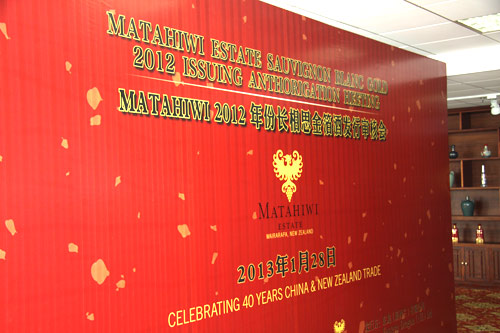 MATAHIWI ESTATE SAUVIGNON BLANC GOLD
2012 ISSUING ANTHORIGATION MEETING
MATAHIWI 2012 年份长相思金箔酒发行审核会
MATAHIWI
ESTATE
WAIRARAPA, NEW ZEALAND
2013年1月28日
CELEBRATING 40 YEARS CHINA & NEW ZEALAND TRADE